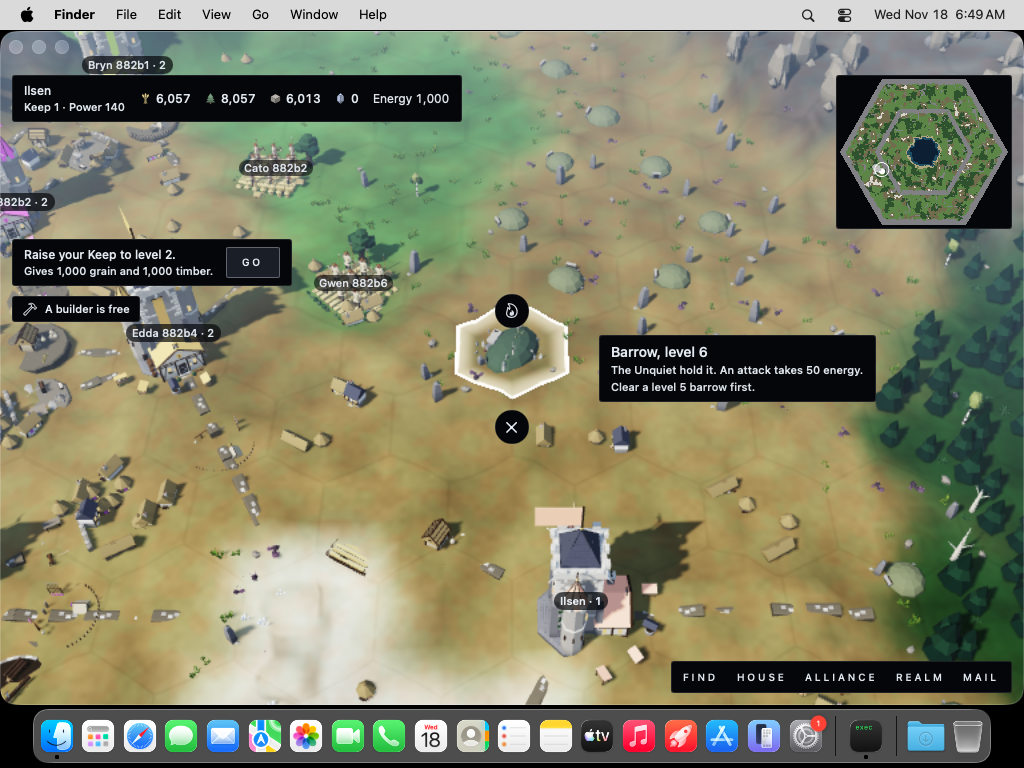 Finder File Edit View Go Window Help
Wed Nov 18 6:49 AM
Bryn 882b1 · 2
Ilsen
Keep 1 · Power 140
6,057 8,057 6,013 0 Energy 1,000
Cato 882b2
882b2 · 2
Raise your Keep to level 2.
Gives 1,000 grain and 1,000 timber.
GO
Gwen 882b6
A builder is free
Edda 882b4 · 2
Barrow, level 6
The Unquiet hold it. An attack takes 50 energy.
Clear a level 5 barrow first.
Ilsen · 1
FIND HOUSE ALLIANCE REALM MAIL
Wed
18
tv
1
exec